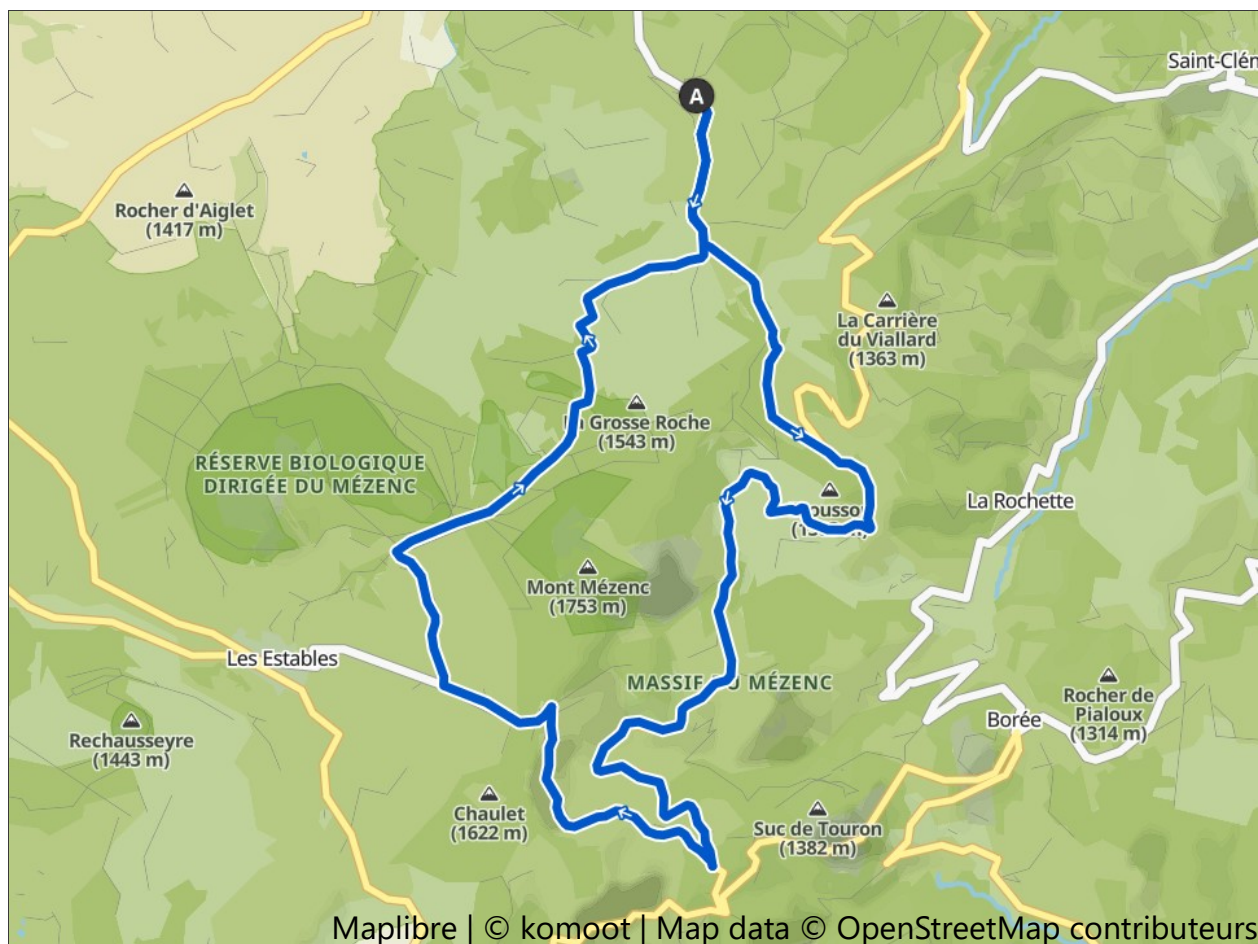 A
Saint-Clém
Rocher d'Aiglet
(1417 m)
La Carrière
du Viallard
(1363 m)
Grosse Roche
(1543 m)
RÉSERVE BIOLOGIQUE
DIRIGÉE DU MÉZENC
La Rochette
Mont Mézenc
(1753 m)
Les Estables
MASSIF DU MÉZENC
Rocher de
Pialoux
(1314 m)
Borée
Rechausseyre
(1443 m)
Chaulet
(1622 m)
Suc de Touron
(1382 m)
Maplibre | © komoot | Map data © OpenStreetMap contributeurs